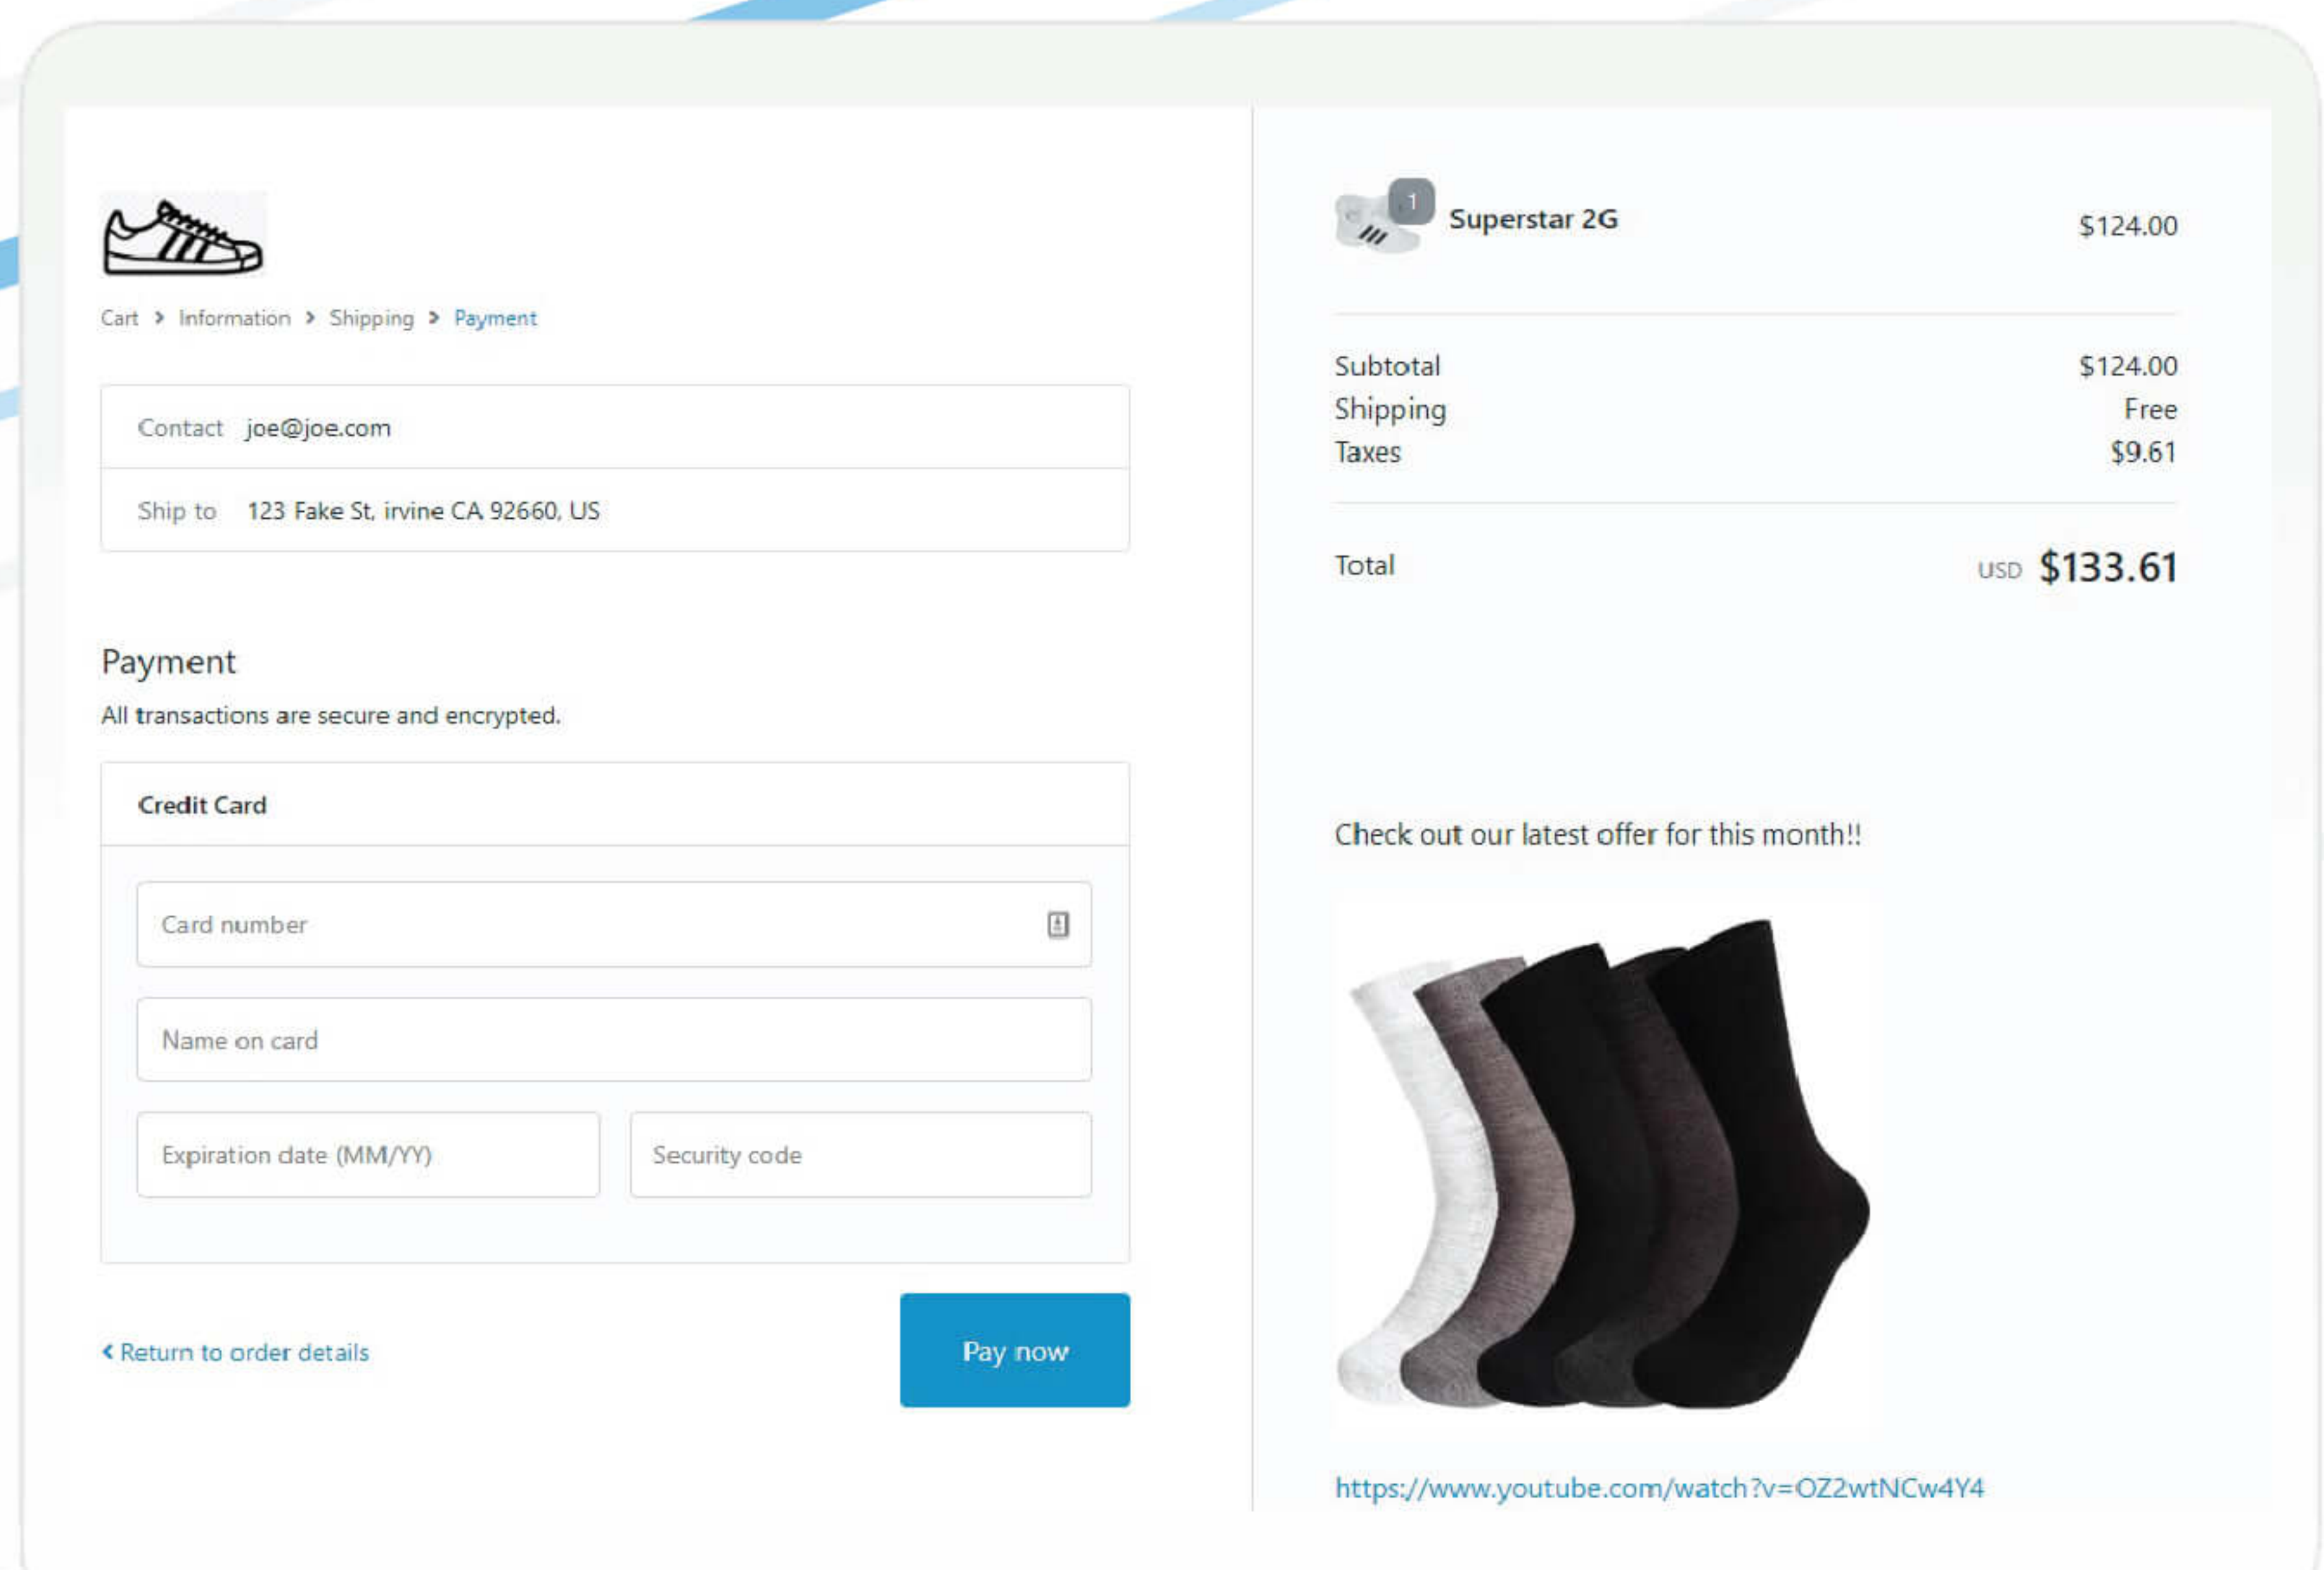 Cart > Information > Shipping > Payment
Contact joe@joe.com
Ship to 123 Fake St, irvine CA 92660, US
Payment
All transactions are secure and encrypted.
Credit Card
Card number
Name on card
Expiration date (MM/YY) Security code
Return to order details
Pay now
1
Superstar 2G $124.00
Subtotal $124.00
Shipping Free
Taxes $9.61
Total USD $133.61
Check out our latest offer for this month!!
https://www.youtube.com/watch?v=OZ2wtNCw4Y4